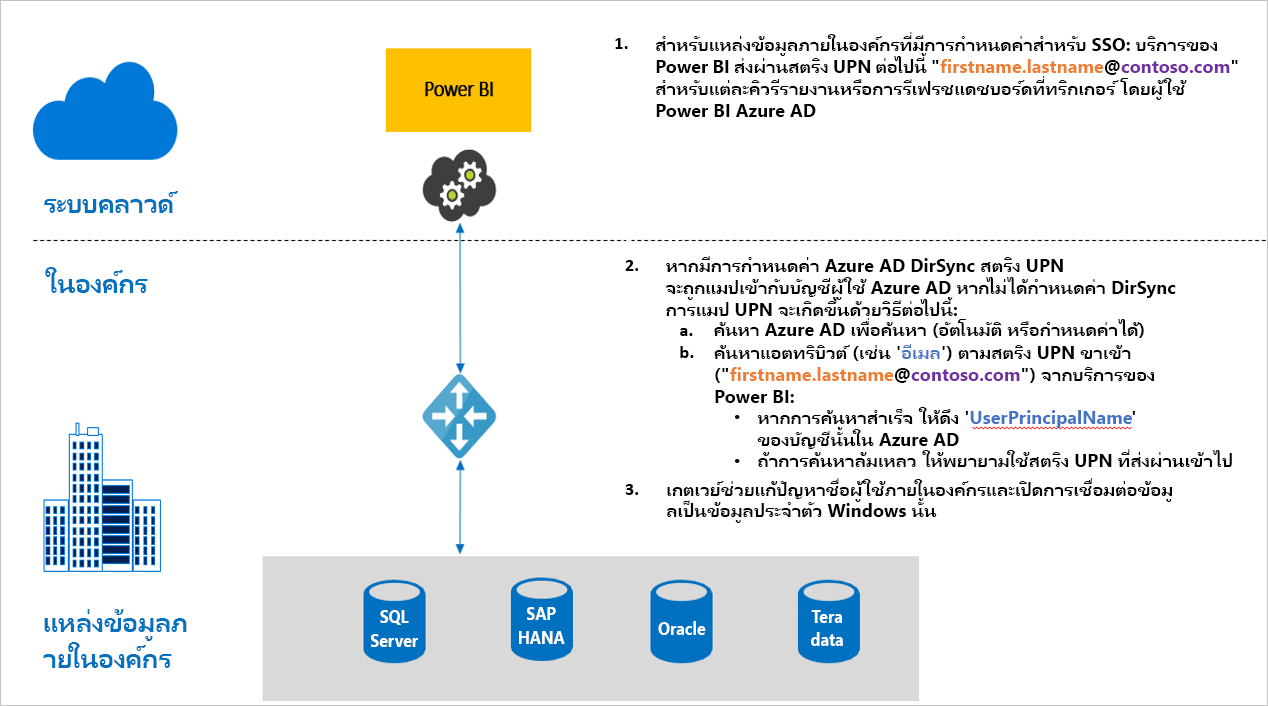 Power BI
ระบบคลาวด์
1. สำหรับแหล่งข้อมูลภายในองค์กรที่มีการกำหนดค่าสำหรับ SSO: บริการของ
Power BI ส่งผ่านสตริง UPN ต่อไปนี้ "firstname.lastname@contoso.com"
สำหรับแต่ละคิวรีรายงานหรือการรีเฟรชแดชบอร์ดที่ทริกเกอร์ โดยผู้ใช้
Power BI Azure AD
ในองค์กร
2. หากมีการกำหนดค่า Azure AD DirSync สตริง UPN
จะถูกแมปเข้ากับบัญชีผู้ใช้ Azure AD หากไม่ได้กำหนดค่า DirSync
การแมป UPN จะเกิดขึ้นด้วยวิธีต่อไปนี้:
a. ค้นหา Azure AD เพื่อค้นหา (อัตโนมัติ หรือกำหนดค่าได้)
b. ค้นหาแอตทริบิวต์ (เช่น 'อีเมล') ตามสตริง UPN ขาเข้า
("firstname.lastname@contoso.com") จากบริการของ
Power BI:
• หากการค้นหาสำเร็จ ให้ดึง 'UserPrincipalName'
ของบัญชีนั้นใน Azure AD
• ถ้าการค้นหาล้มเหลว ให้พยายามใช้สตริง UPN ที่ส่งผ่านเข้าไป
3. เกตเวย์ช่วยแก้ปัญหาชื่อผู้ใช้ภายในองค์กรและเปิดการเชื่อมต่อข้อมู
ลเป็นข้อมูลประจำตัว Windows นั้น
แหล่งข้อมูลภ
ายในองค์กร
SQL
Server
SAP
HANA
Oracle
Tera
data